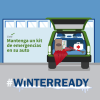 Mantenga un kit
de emergencias
en su auto
#WINTERREADY